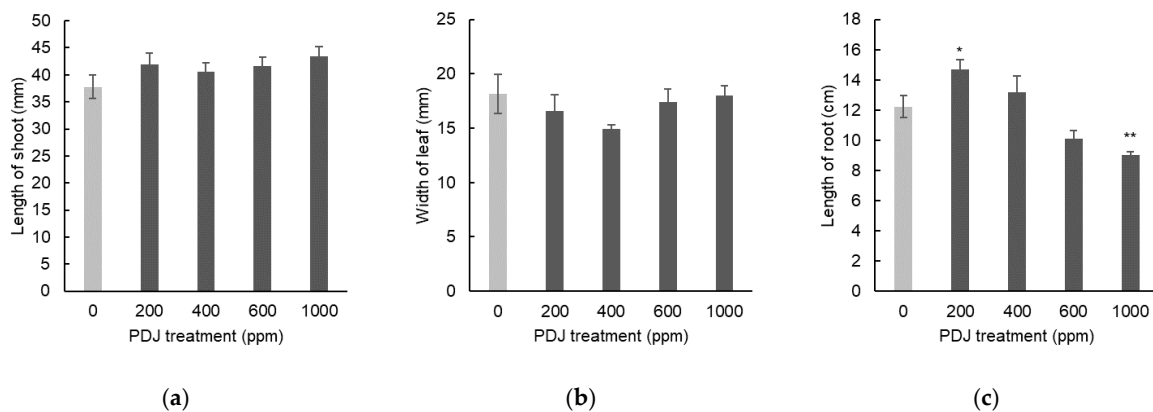 Length of shoot (mm)
50
45
40
35
30
25
20
15
10
5
0
0 200 400 600 1000
PDJ treatment (ppm)
(a)
Width of leaf (mm)
25
20
15
10
5
0
0 200 400 600 1000
PDJ treatment (ppm)
(b)
Length of root (cm)
18
16
14
12
10
8
6
4
2
0
*
**
0 200 400 600 1000
PDJ treatment (ppm)
(c)